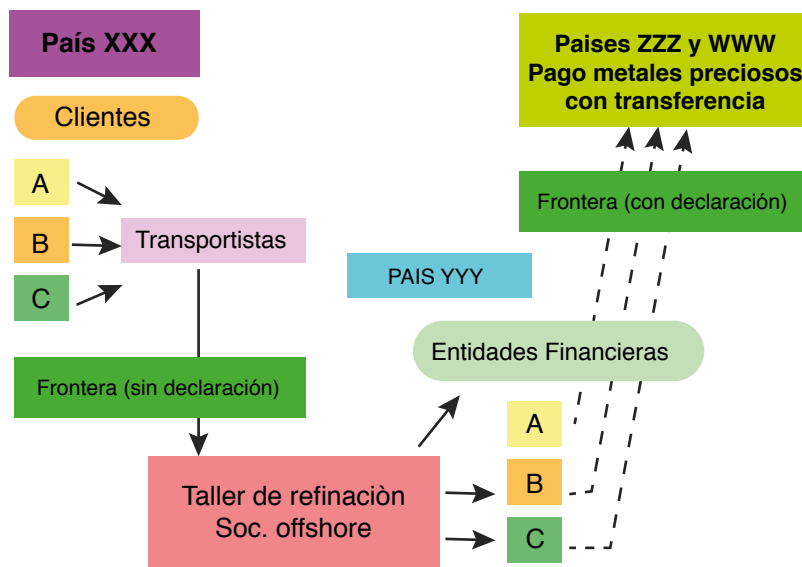 País XXX
Clientes
A
B
C
Transportistas
Frontera (sin declaración)
Taller de refinaciòn
Soc. offshore
PAIS YYY
Entidades Financieras
A
B
C
Frontera (con declaración)
Paises ZZZ y WWW
Pago metales preciosos
con transferencia